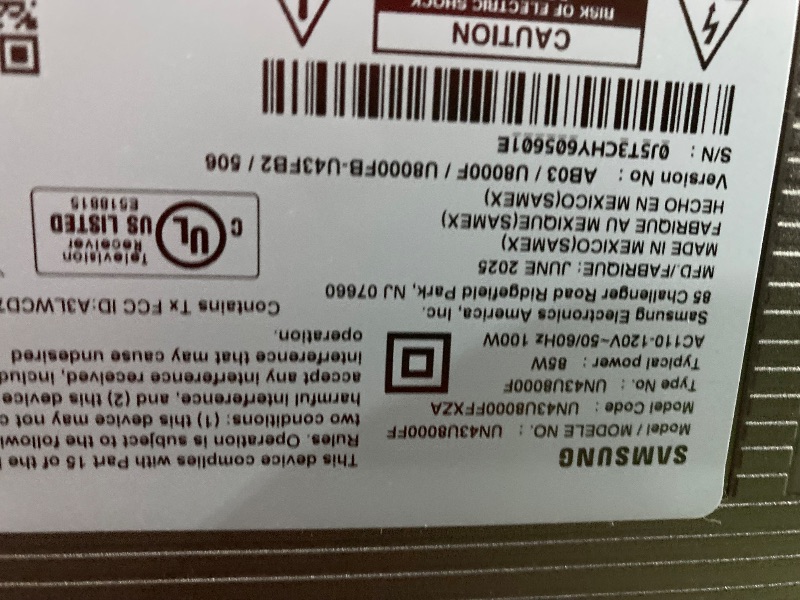 SAMSUNG
Model / MODELE NO. : UN43U8000FF
Model Code : UN43U8000FFXZA
Type No. : UN43U8000F
Typical power : 85W
AC110-120V~50/60Hz 100W
Samsung Electronics America, Inc.
85 Challenger Road Ridgefield Park, NJ 07660
MFD./FABRIQUE: JUNE 2025
MADE IN MEXICO(SAMEX)
FABRIQUE AU MEXIQUE(SAMEX)
HECHO EN MEXICO(SAMEX)
Version No : AB03 / U8000F / U8000FB-U43FB2 / 506
S/N : 0J5T3CHY605601E
This device complies with Part 15 of the
Rules. Operation is subject to the
two conditions: (1) this device may not
harmful interference, and (2) this device
accept any interference received,
interference that may cause undesired
operation.
Contains Tx FCC ID:
C UL US LISTED
Television
Receiver
E518815
CAUTION
RISK OF ELECTRIC SHOCK